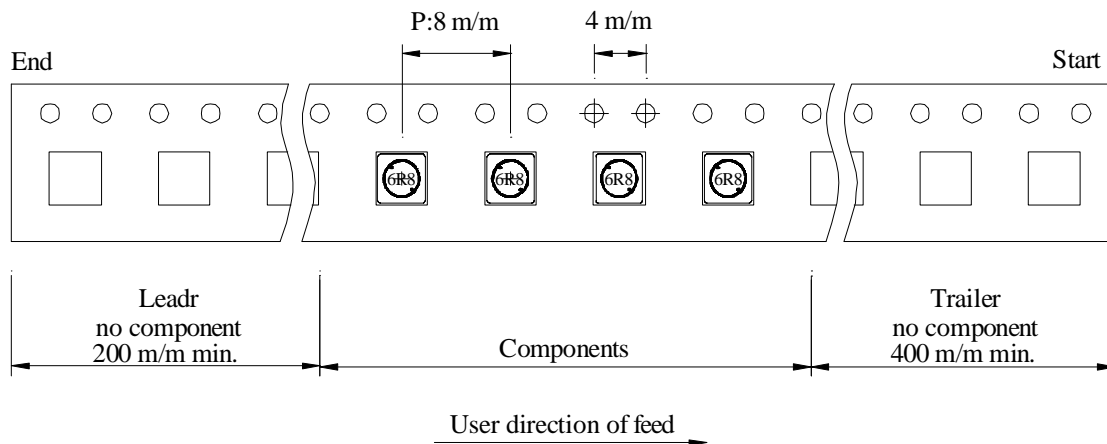 P:8 m/m
4 m/m
End
Start
6R8
6R8
6R8
6R8
Leadr
no component
200 m/m min.
Components
Trailer
no component
400 m/m min.
User direction of feed